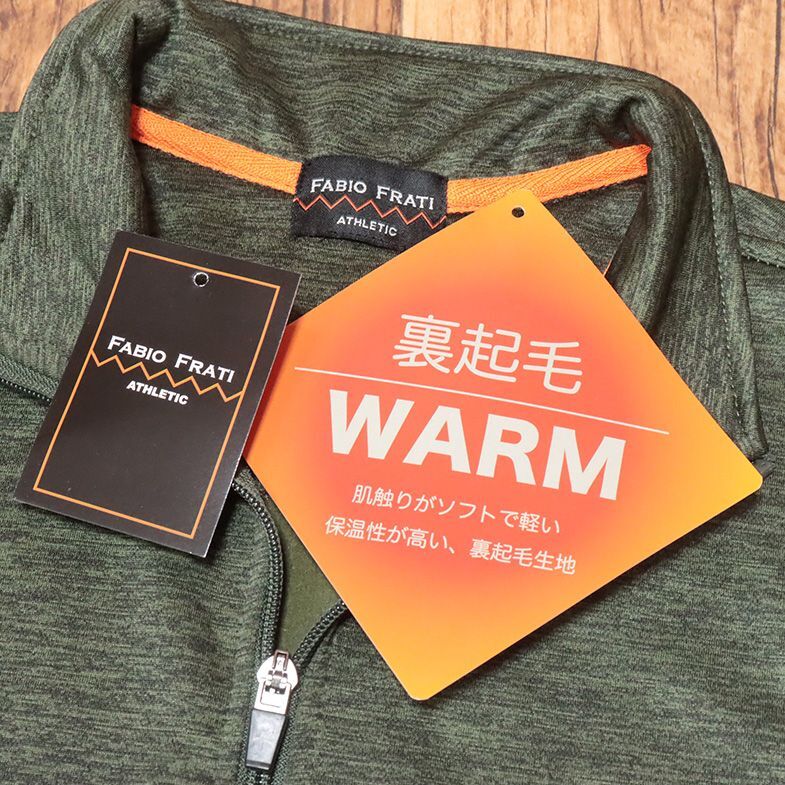 FABIO FRATI
ATHLETIC
FABIO FRATI
ATHLETIC
裏起毛
WARM
肌触りがソフトで軽い
保温性が高い、裏起毛生地